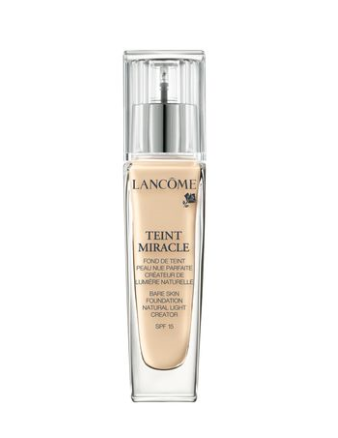 LANCÔME
TEINT
MIRACLE
FOND DE TEINT
PEAU NUE PARFAITE
CRÉATEUR DE
LUMIÈRE NATURELLE
BARE SKIN
FOUNDATION
NATURAL LIGHT
CREATOR
SPF 15